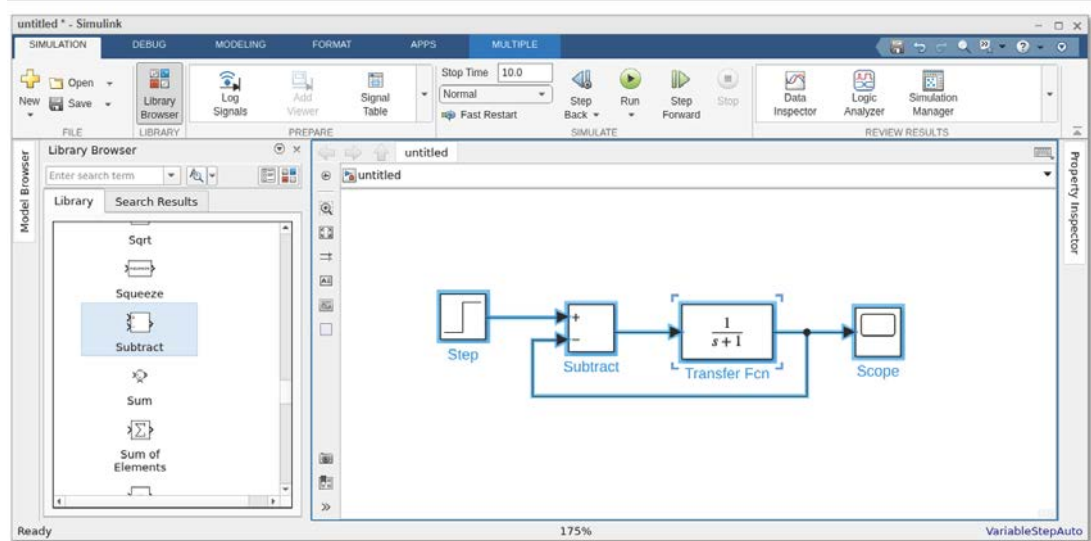 untitled * - Simulink
SIMULATION DEBUG MODELING FORMAT APPS MULTIPLE
New
Open
Save
FILE
Library
Browser
LIBRARY
Log
Signals
Add
Viewer
Signal
Table
PREPARE
Stop Time 10.0
Normal
Fast Restart
Step
Back
Run
Step
Forward
Stop
SIMULATE
Data
Inspector
Logic
Analyzer
Simulation
Manager
REVIEW RESULTS
Model Browser
Library Browser
Enter search term
Library Search Results
Sqrt
Squeeze
Subtract
Sum
Sum of
Elements
untitled
untitled
Step
+
−
Subtract
1
s + 1
Transfer Fcn
Scope
Property Inspector
Ready 175% VariableStepAuto